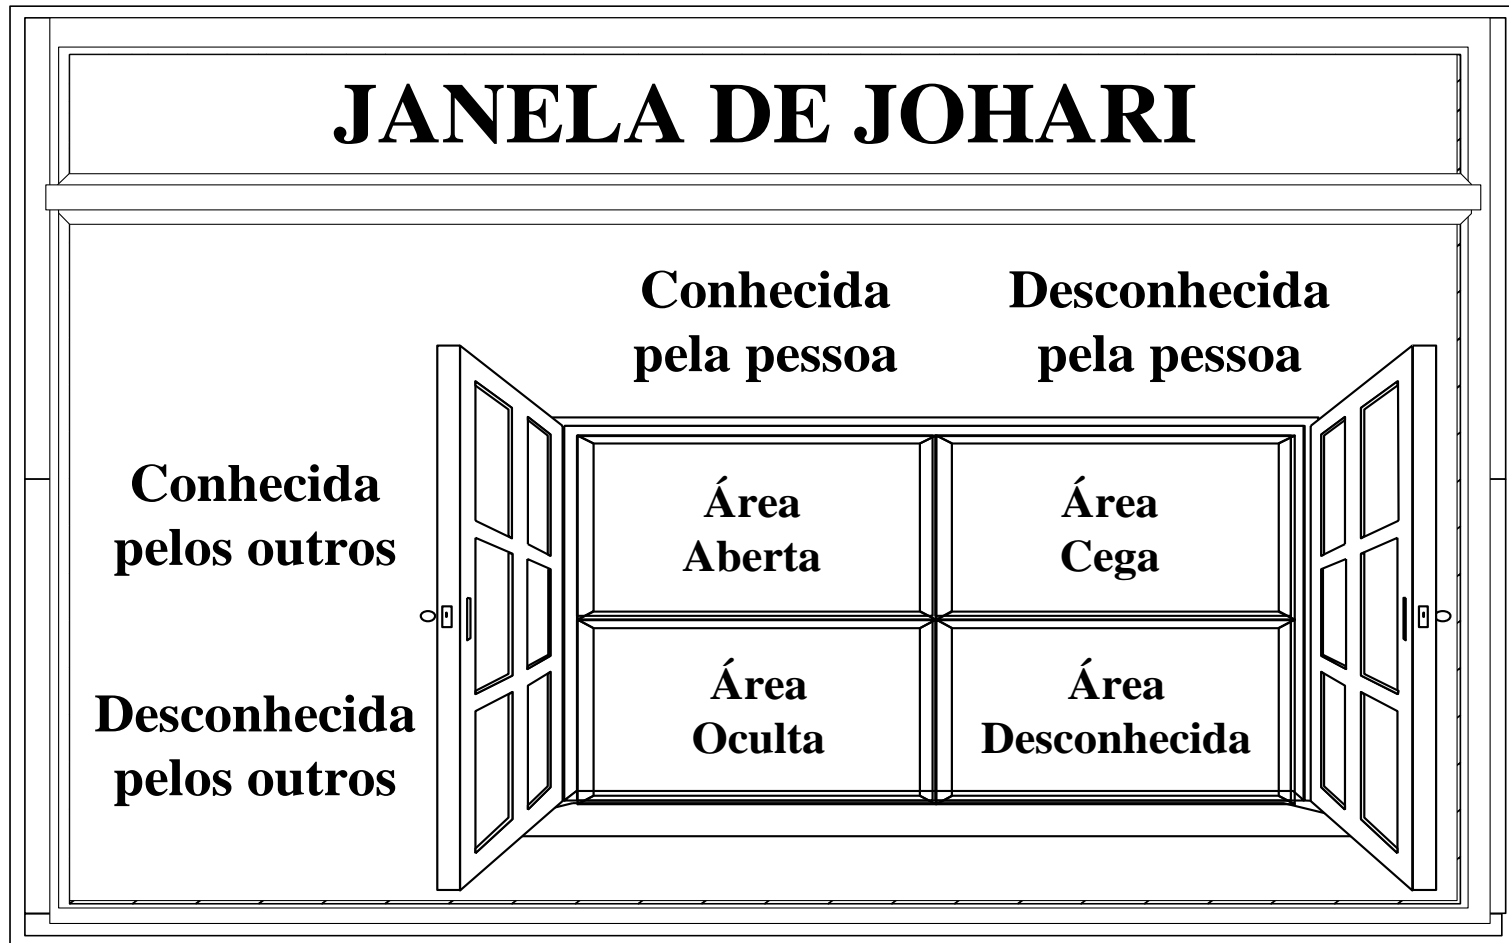 JANELA DE JOHARI
Conhecida
pela pessoa
Desconhecida
pela pessoa
Conhecida
pelos outros
Área
Aberta
Área
Cega
Desconhecida
pelos outros
Área
Oculta
Área
Desconhecida